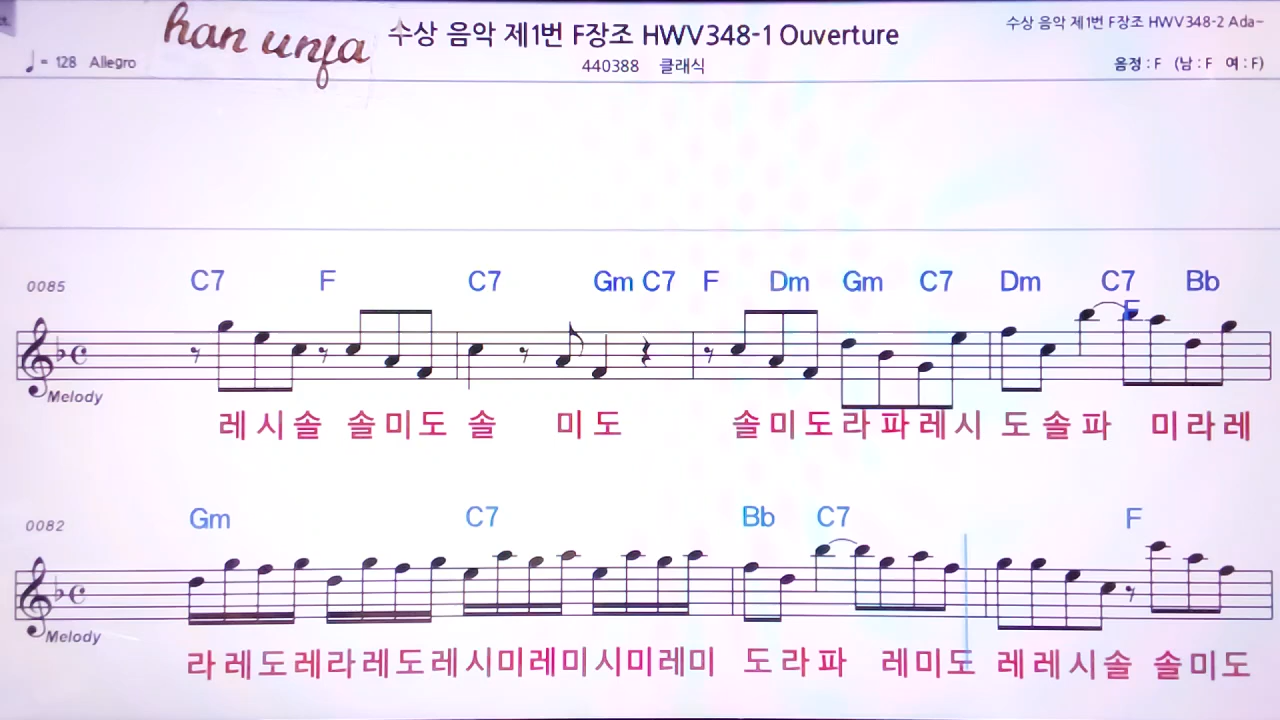 han unfa
수상 음악 제1번 F장조 HWV348-1 Ouverture
수상 음악 제1번 F장조 HWV348-2 Ada~
♩= 128 Allegro
440388 클래식
음정 : F (남 : F 여 : F)
0085 C7 F C7 Gm C7 F Dm Gm C7 Dm C7 F Bb
Melody
레 시 솔 솔 미 도 솔 미 도 솔 미 도 라 파 레 시 도 솔 파 미 라 레
0082 Gm C7 Bb C7 F
Melody
라 레 도 레 라 레 도 레 시 미 레 미 시 미 레 미 도 라 파 레 미 도 레 레 시 솔 솔 미 도